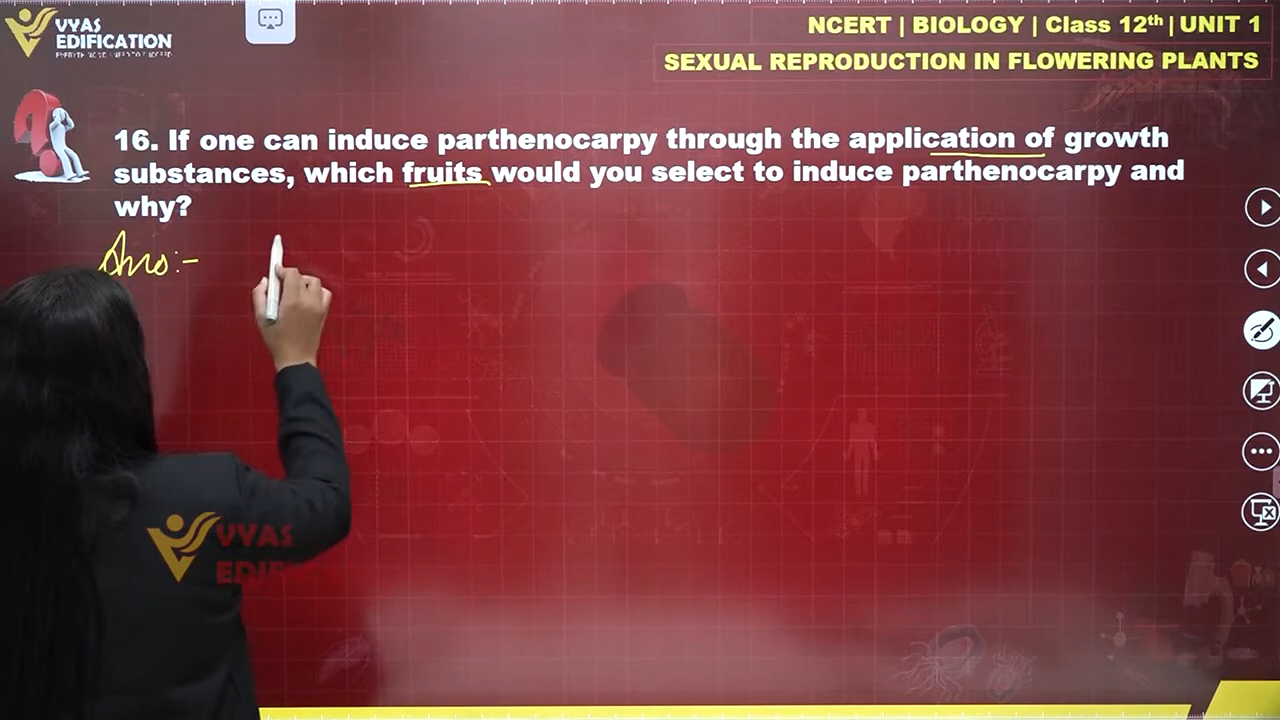 VYAS
EDIFICATION
NCERT | BIOLOGY | Class 12th | UNIT 1
SEXUAL REPRODUCTION IN FLOWERING PLANTS
16. If one can induce parthenocarpy through the application of growth
substances, which fruits would you select to induce parthenocarpy and
why?
Ans:-
VYAS